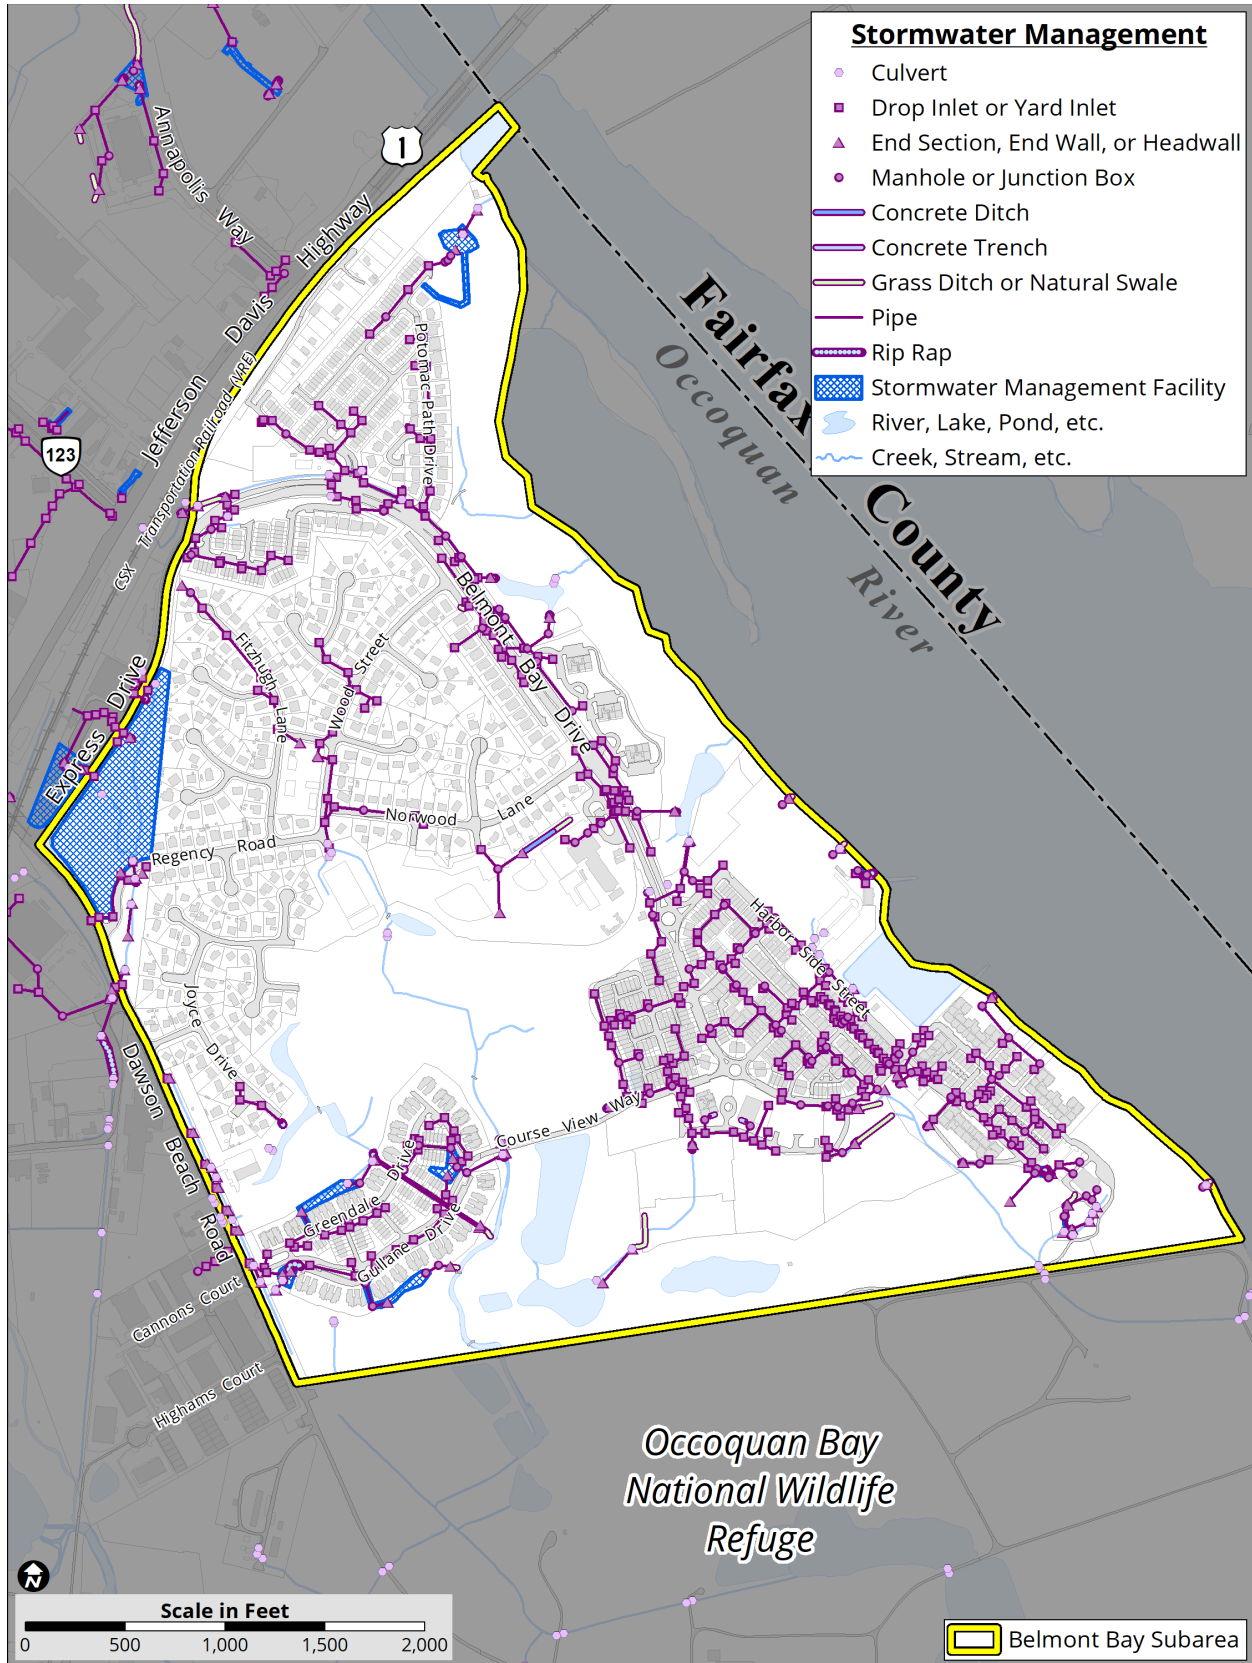 Stormwater Management
Culvert
Drop Inlet or Yard Inlet
End Section, End Wall, or Headwall
Manhole or Junction Box
Concrete Ditch
Concrete Trench
Grass Ditch or Natural Swale
Pipe
Rip Rap
Stormwater Management Facility
River, Lake, Pond, etc.
Creek, Stream, etc.
Annapolis Way
1
Jefferson Davis Highway
CSX Transportation Railroad (VRE)
123
Fairfax County
Occoquan River
Potomac Path Drive
Belmont Bay Drive
Fitzhugh Lane
Wood Street
Express Drive
Norwood Lane
Regency Road
Harbor Side Street
Joyce Drive
Dawson Beach Road
Course View Way
Greendale Drive
Gullane Drive
Cannons Court
Highams Court
Occoquan Bay
National Wildlife
Refuge
N
Scale in Feet
0 500 1,000 1,500 2,000
Belmont Bay Subarea